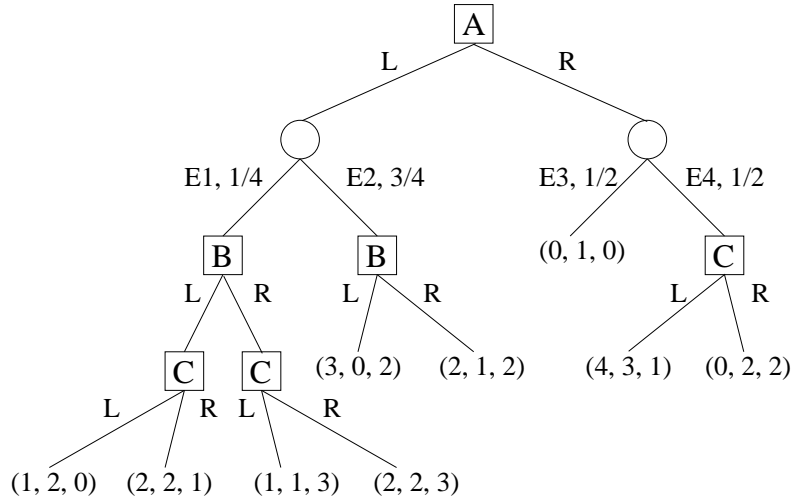 A
L R
E1, 1/4 E2, 3/4 E3, 1/2 E4, 1/2
B B (0, 1, 0) C
L R L R L R
C C (3, 0, 2) (2, 1, 2) (4, 3, 1) (0, 2, 2)
L R L R
(1, 2, 0) (2, 2, 1) (1, 1, 3) (2, 2, 3)